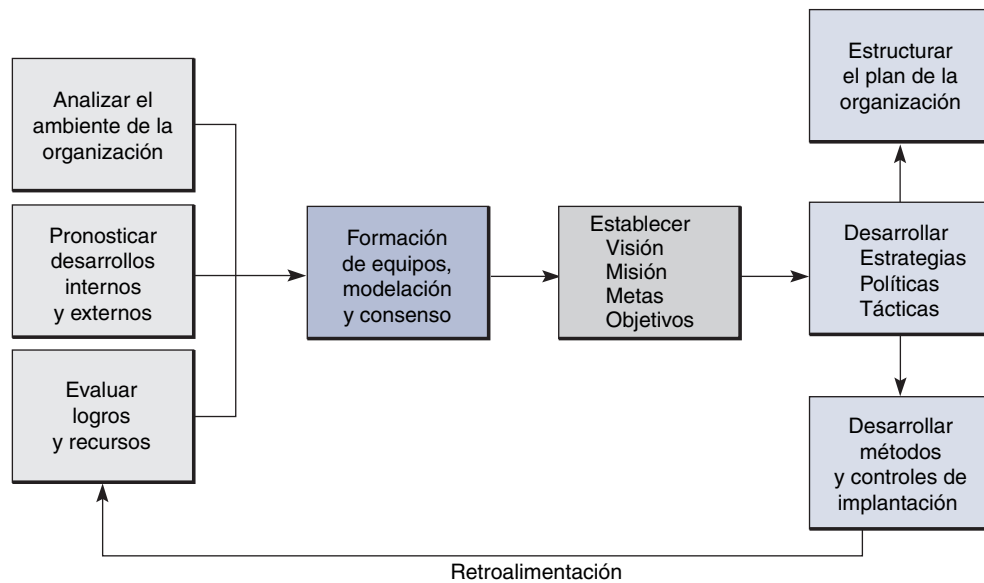 Analizar el
ambiente de la
organización
Pronosticar
desarrollos
internos
y externos
Evaluar
logros
y recursos
Formación
de equipos,
modelación
y consenso
Establecer
Visión
Misión
Metas
Objetivos
Estructurar
el plan de la
organización
Desarrollar
Estrategias
Políticas
Tácticas
Desarrollar
métodos
y controles de
implantación
Retroalimentación